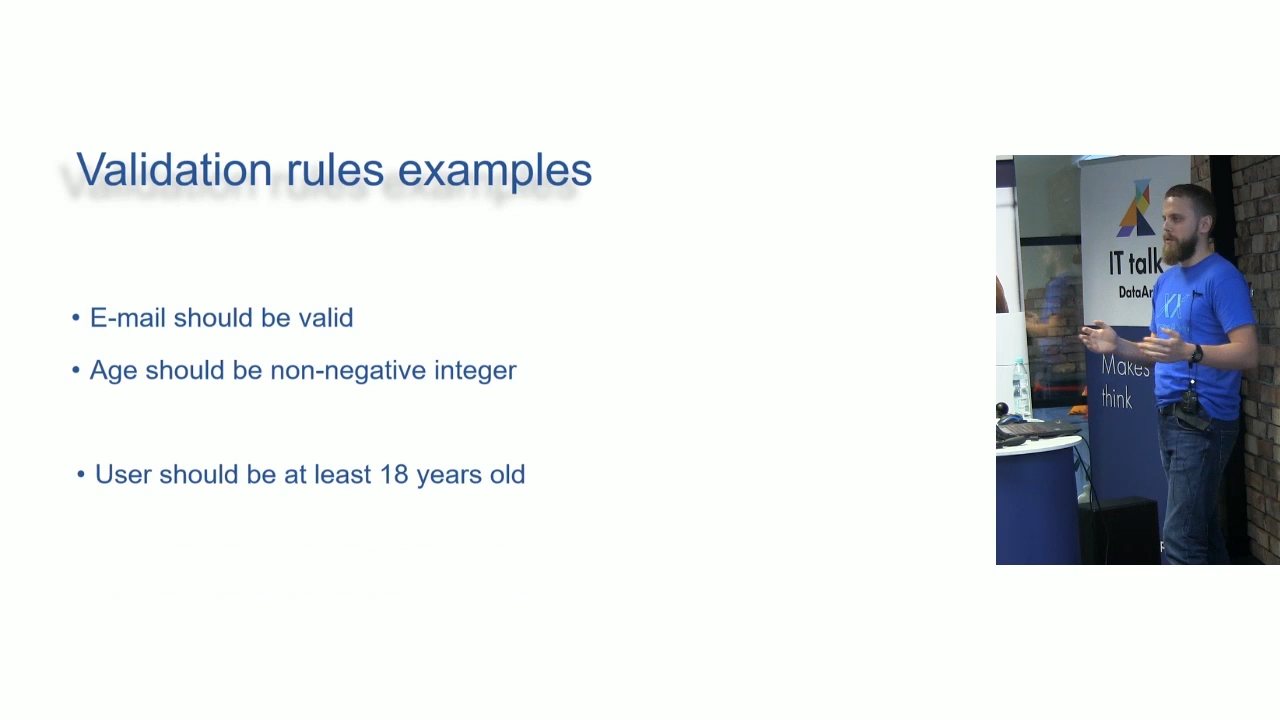 Validation rules examples
• E-mail should be valid
• Age should be non-negative integer
• User should be at least 18 years old
IT talk
Makes
think